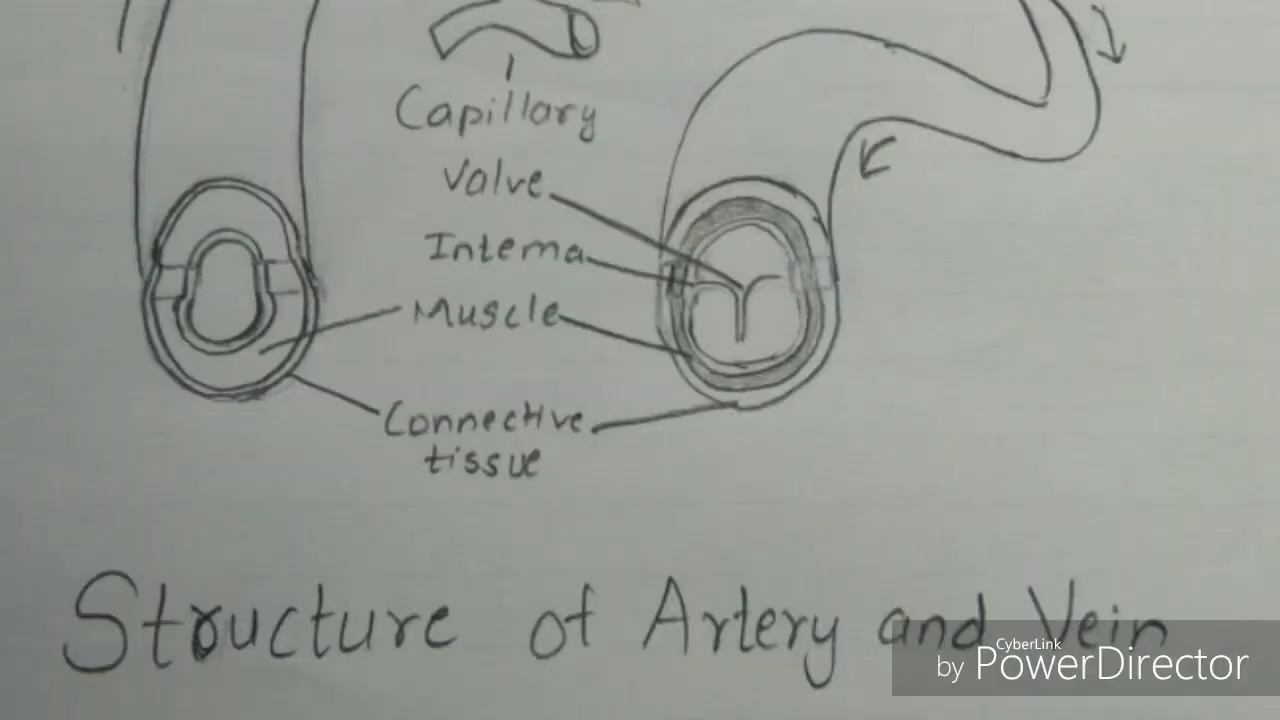 Capillary
Valve
Intema
Muscle
Connective
tissue
Structure of Artery and Vein
CyberLink
by PowerDirector